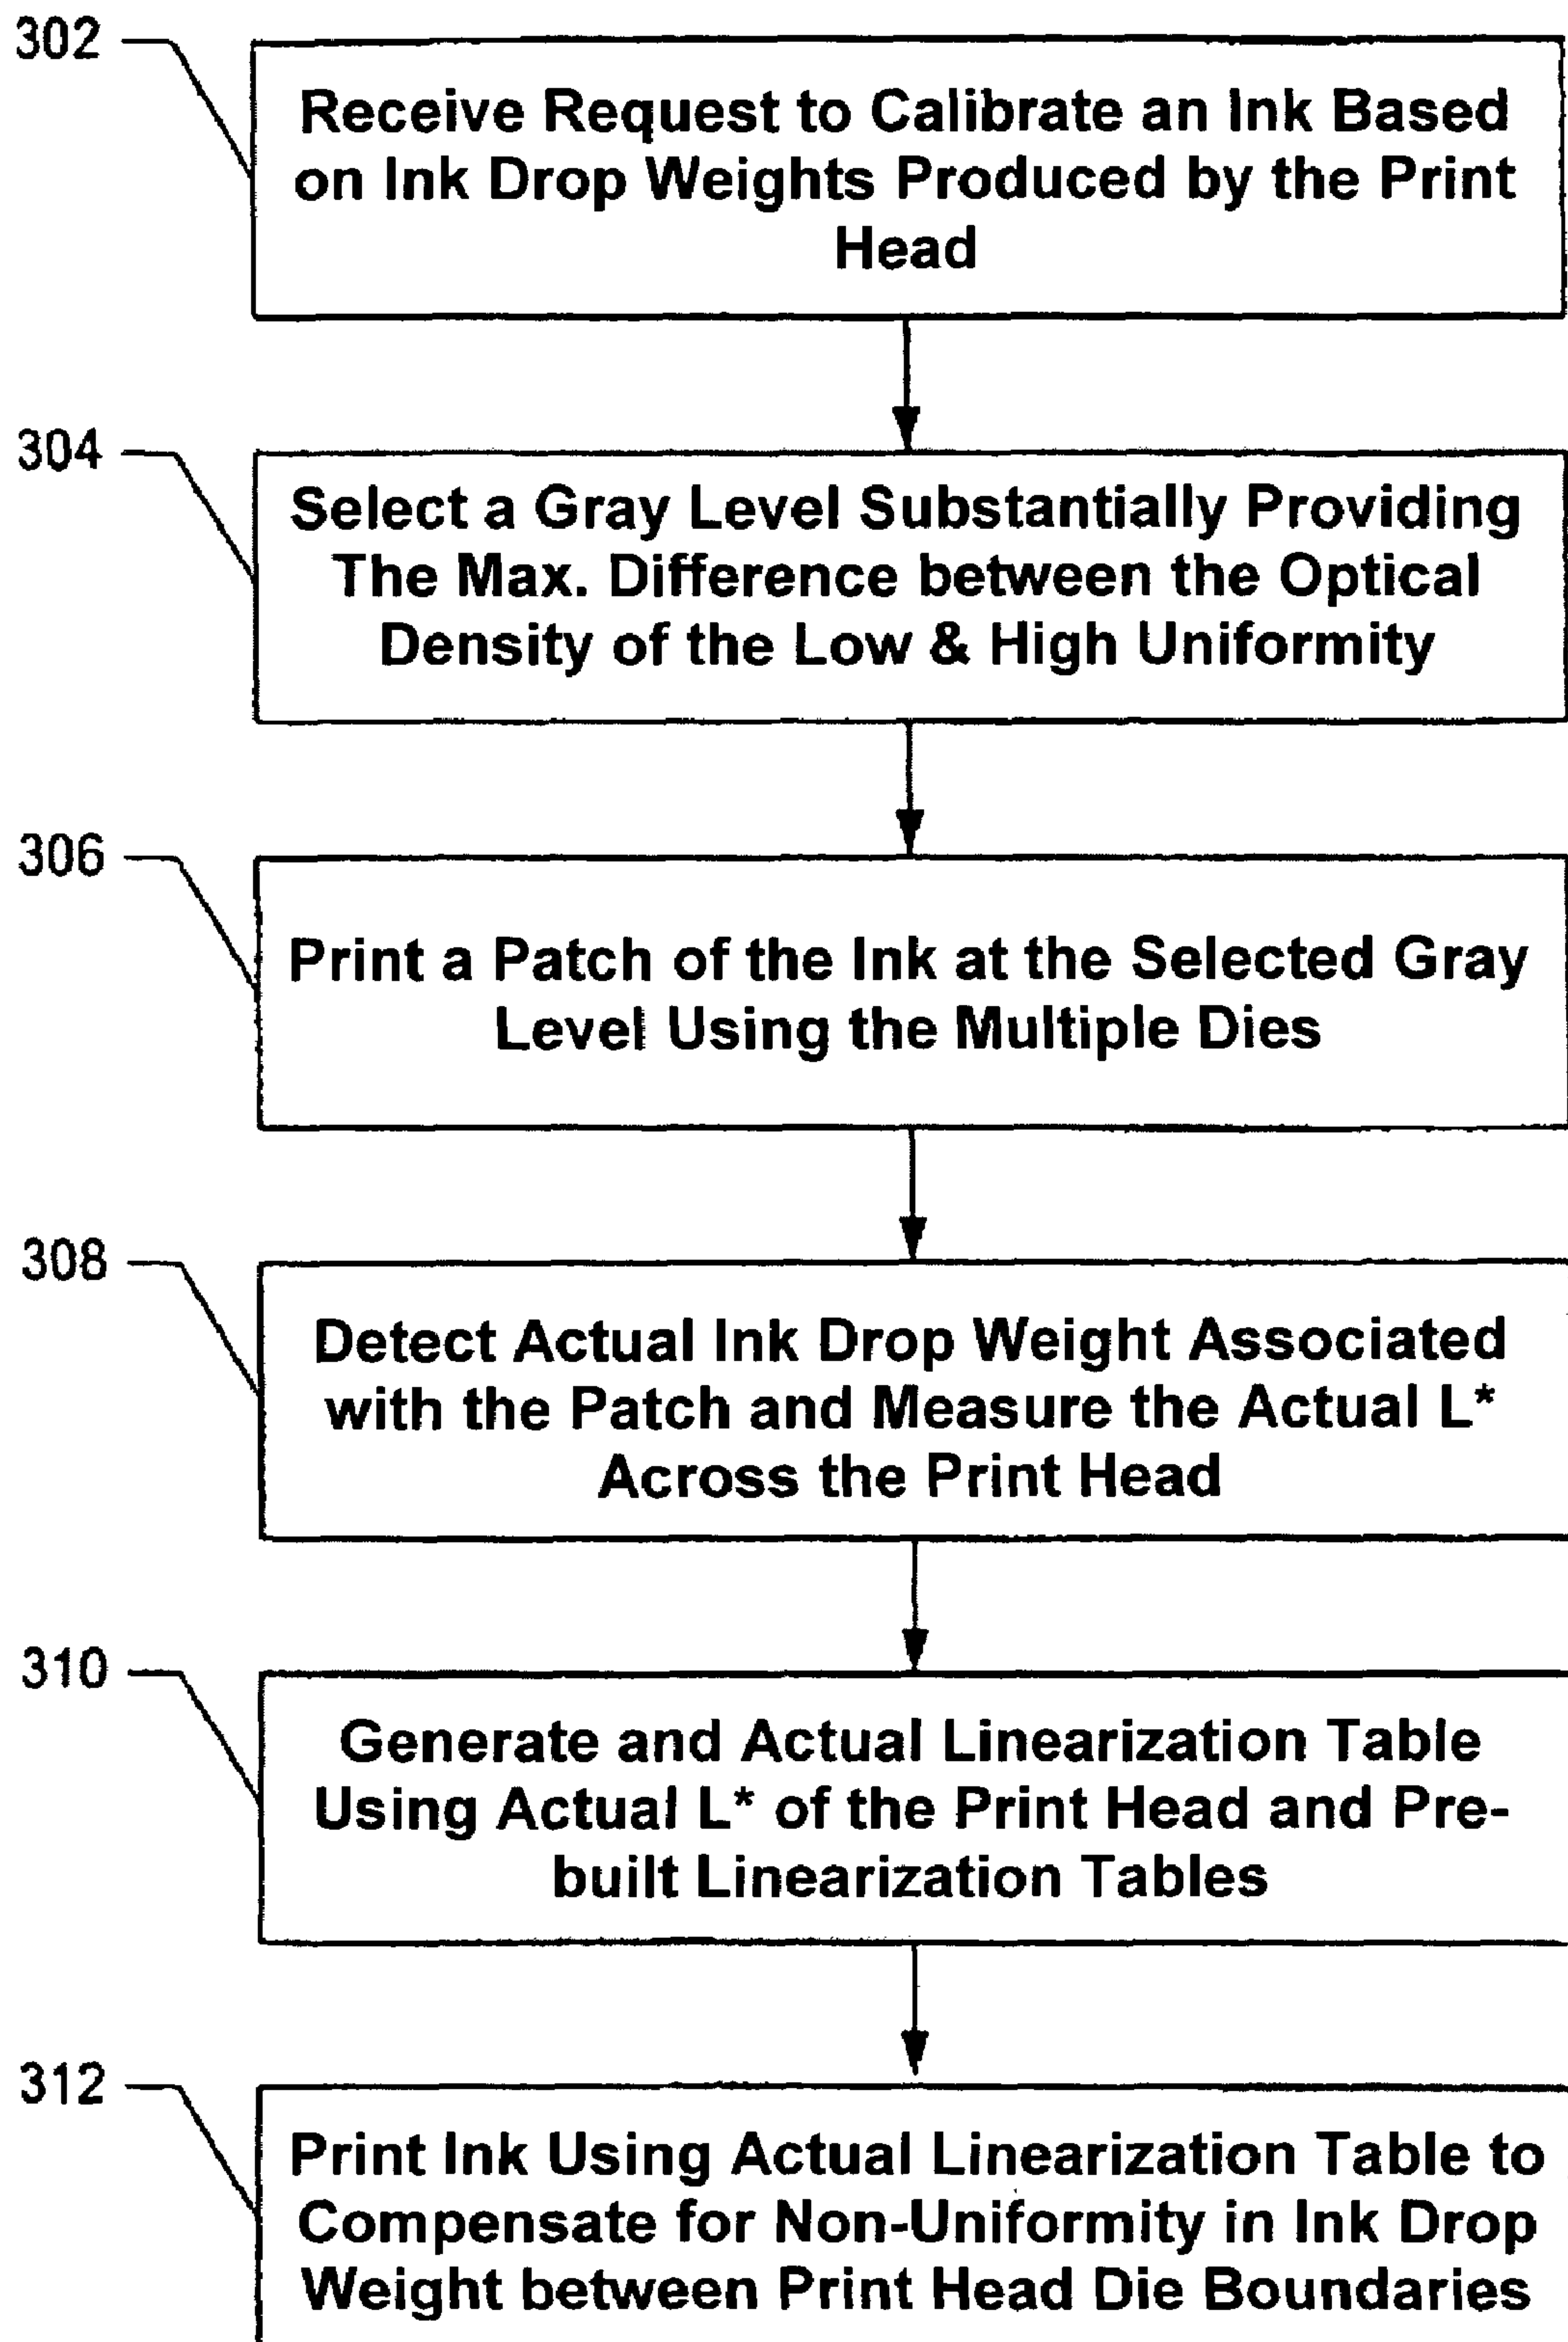 302
Receive Request to Calibrate an Ink Based
on Ink Drop Weights Produced by the Print
Head
304
Select a Gray Level Substantially Providing
The Max. Difference between the Optical
Density of the Low & High Uniformity
306
Print a Patch of the Ink at the Selected Gray
Level Using the Multiple Dies
308
Detect Actual Ink Drop Weight Associated
with the Patch and Measure the Actual L*
Across the Print Head
310
Generate and Actual Linearization Table
Using Actual L* of the Print Head and Pre-
built Linearization Tables
312
Print Ink Using Actual Linearization Table to
Compensate for Non-Uniformity in Ink Drop
Weight between Print Head Die Boundaries